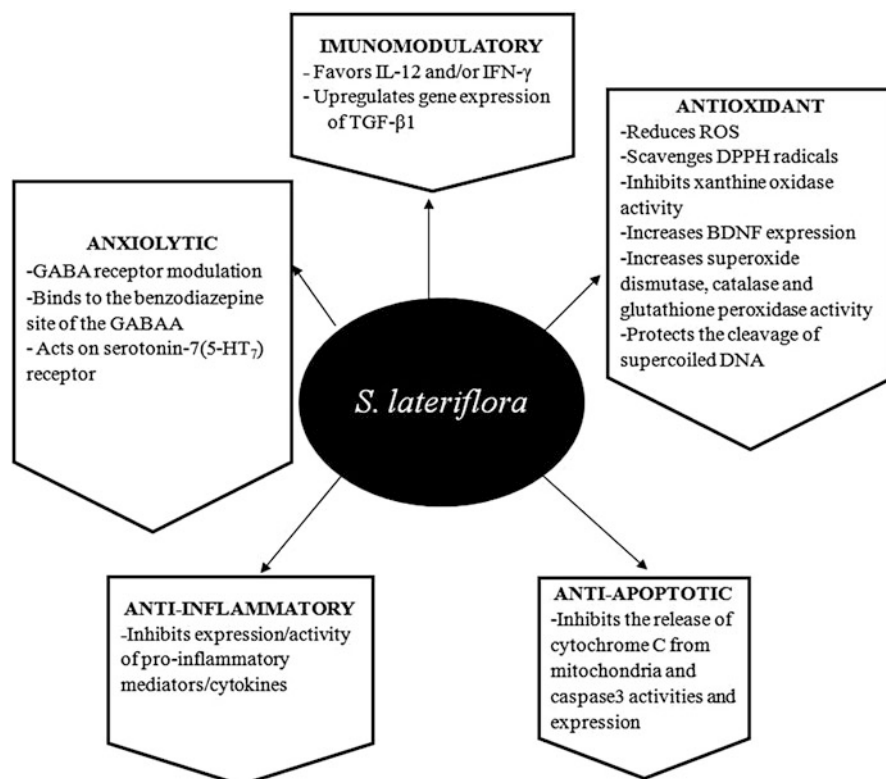 IMUNOMODULATORY
- Favors IL-12 and/or IFN-γ
- Upregulates gene expression
of TGF-β1
ANTIOXIDANT
-Reduces ROS
-Scavenges DPPH radicals
-Inhibits xanthine oxidase
activity
-Increases BDNF expression
-Increases superoxide
dismutase, catalase and
glutathione peroxidase activity
-Protects the cleavage of
supercoiled DNA
ANXIOLYTIC
-GABA receptor modulation
-Binds to the benzodiazepine
site of the GABAA
- Acts on serotonin-7(5-HT₇)
receptor
S. lateriflora
ANTI-INFLAMMATORY
-Inhibits expression/activity
of pro-inflammatory
mediators/cytokines
ANTI-APOPTOTIC
-Inhibits the release of
cytochrome C from
mitochondria and
caspase3 activities and
expression